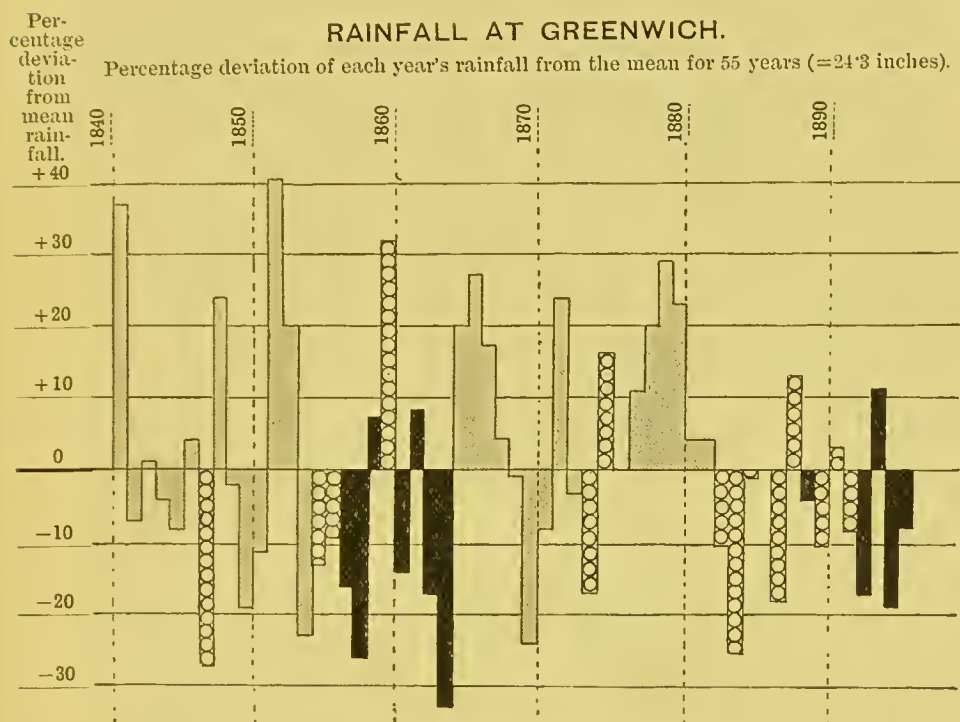 RAINFALL AT GREENWICH.
Percentage deviation of each year's rainfall from the mean for 55 years (=24·3 inches).
Per-
centage
devia-
tion
from
mean
rain-
fall.
1840
1850
1860
1870
1880
1890
+40
+30
+20
+10
0
−10
−20
−30